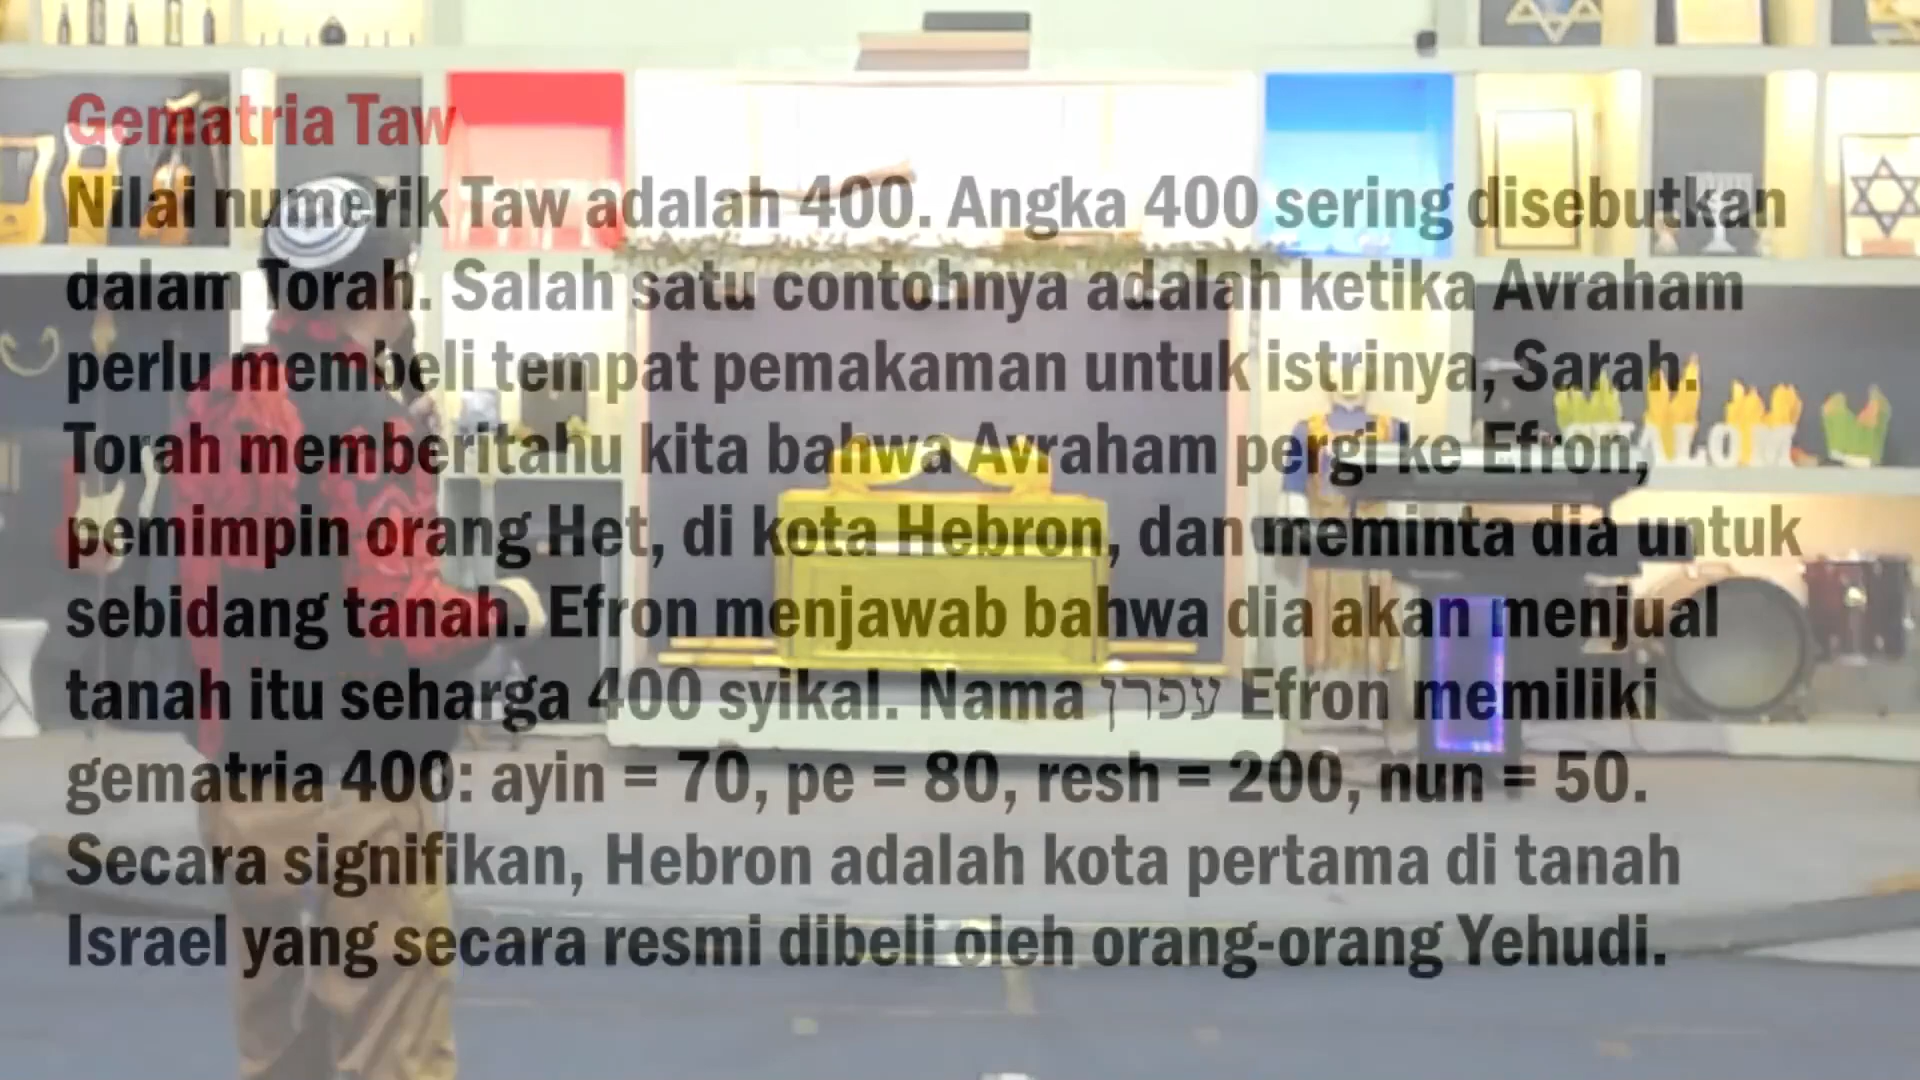 Gematria Taw
Nilai numerik Taw adalah 400. Angka 400 sering disebutkan
dalam Torah. Salah satu contohnya adalah ketika Avraham
perlu membeli tempat pemakaman untuk istrinya, Sarah.
Torah memberitahu kita bahwa Avraham pergi ke Efron,
pemimpin orang Het, di kota Hebron, dan meminta dia untuk
sebidang tanah. Efron menjawab bahwa dia akan menjual
tanah itu seharga 400 syikal. Nama עפרן Efron memiliki
gematria 400: ayin = 70, pe = 80, resh = 200, nun = 50.
Secara signifikan, Hebron adalah kota pertama di tanah
Israel yang secara resmi dibeli oleh orang-orang Yehudi.
SHALOM